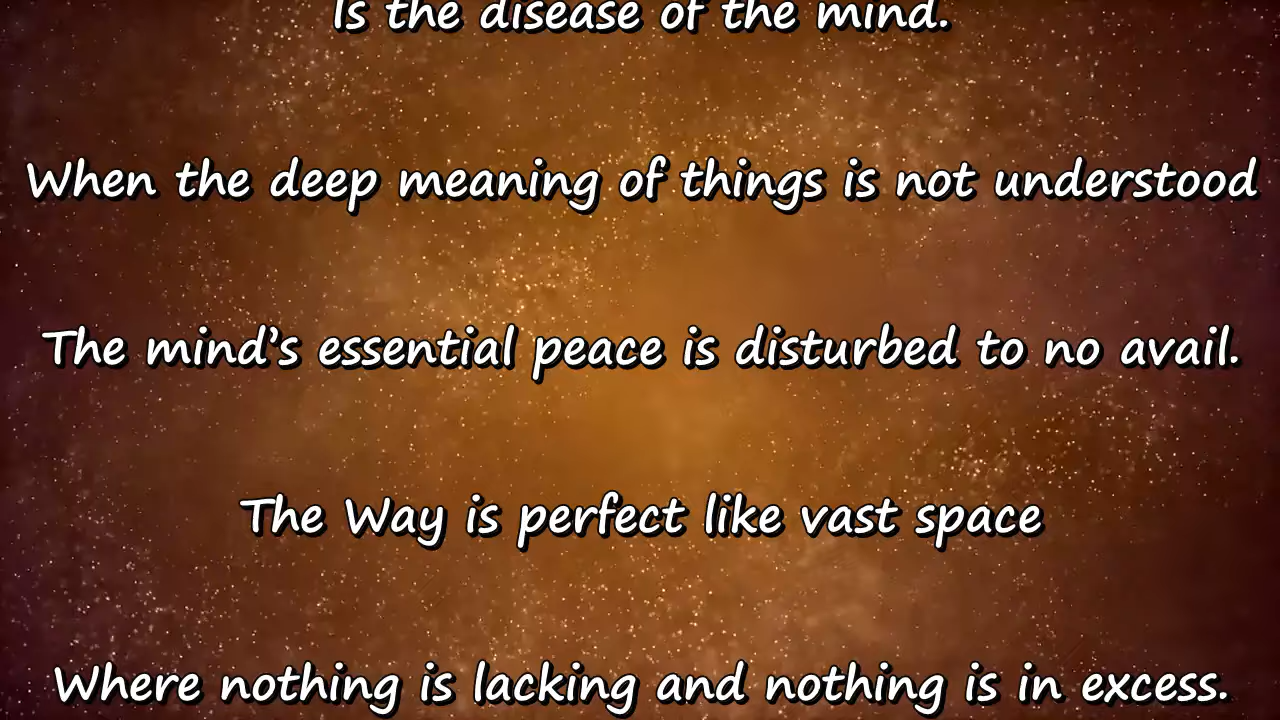 Is the disease of the mind.
When the deep meaning of things is not understood
The mind’s essential peace is disturbed to no avail.
The Way is perfect like vast space
Where nothing is lacking and nothing is in excess.